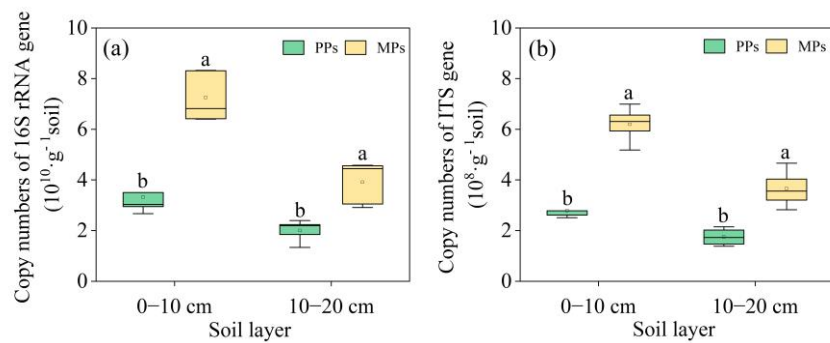 (a)
PPs
MPs
Copy numbers of 16S rRNA gene
(10¹⁰·g⁻¹soil)
10
8
6
4
2
0
b
a
b
a
0−10 cm
10−20 cm
Soil layer
(b)
PPs
MPs
Copy numbers of ITS gene
(10⁸·g⁻¹soil)
10
8
6
4
2
0
b
a
b
a
0−10 cm
10−20 cm
Soil layer